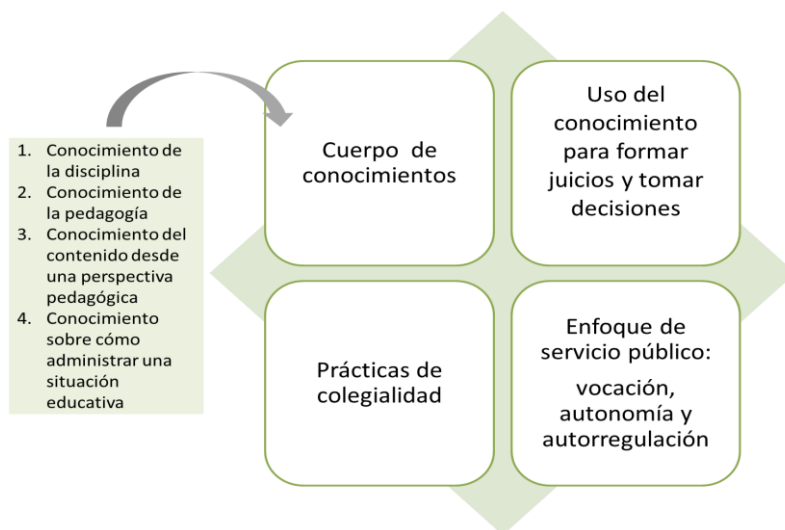 1. Conocimiento de
la disciplina
2. Conocimiento de
la pedagogía
3. Conocimiento del
contenido desde
una perspectiva
pedagógica
4. Conocimiento
sobre cómo
administrar una
situación
educativa
Cuerpo de
conocimientos
Uso del
conocimiento
para formar
juicios y tomar
decisiones
Prácticas de
colegialidad
Enfoque de
servicio público:
vocación,
autonomía y
autorregulación